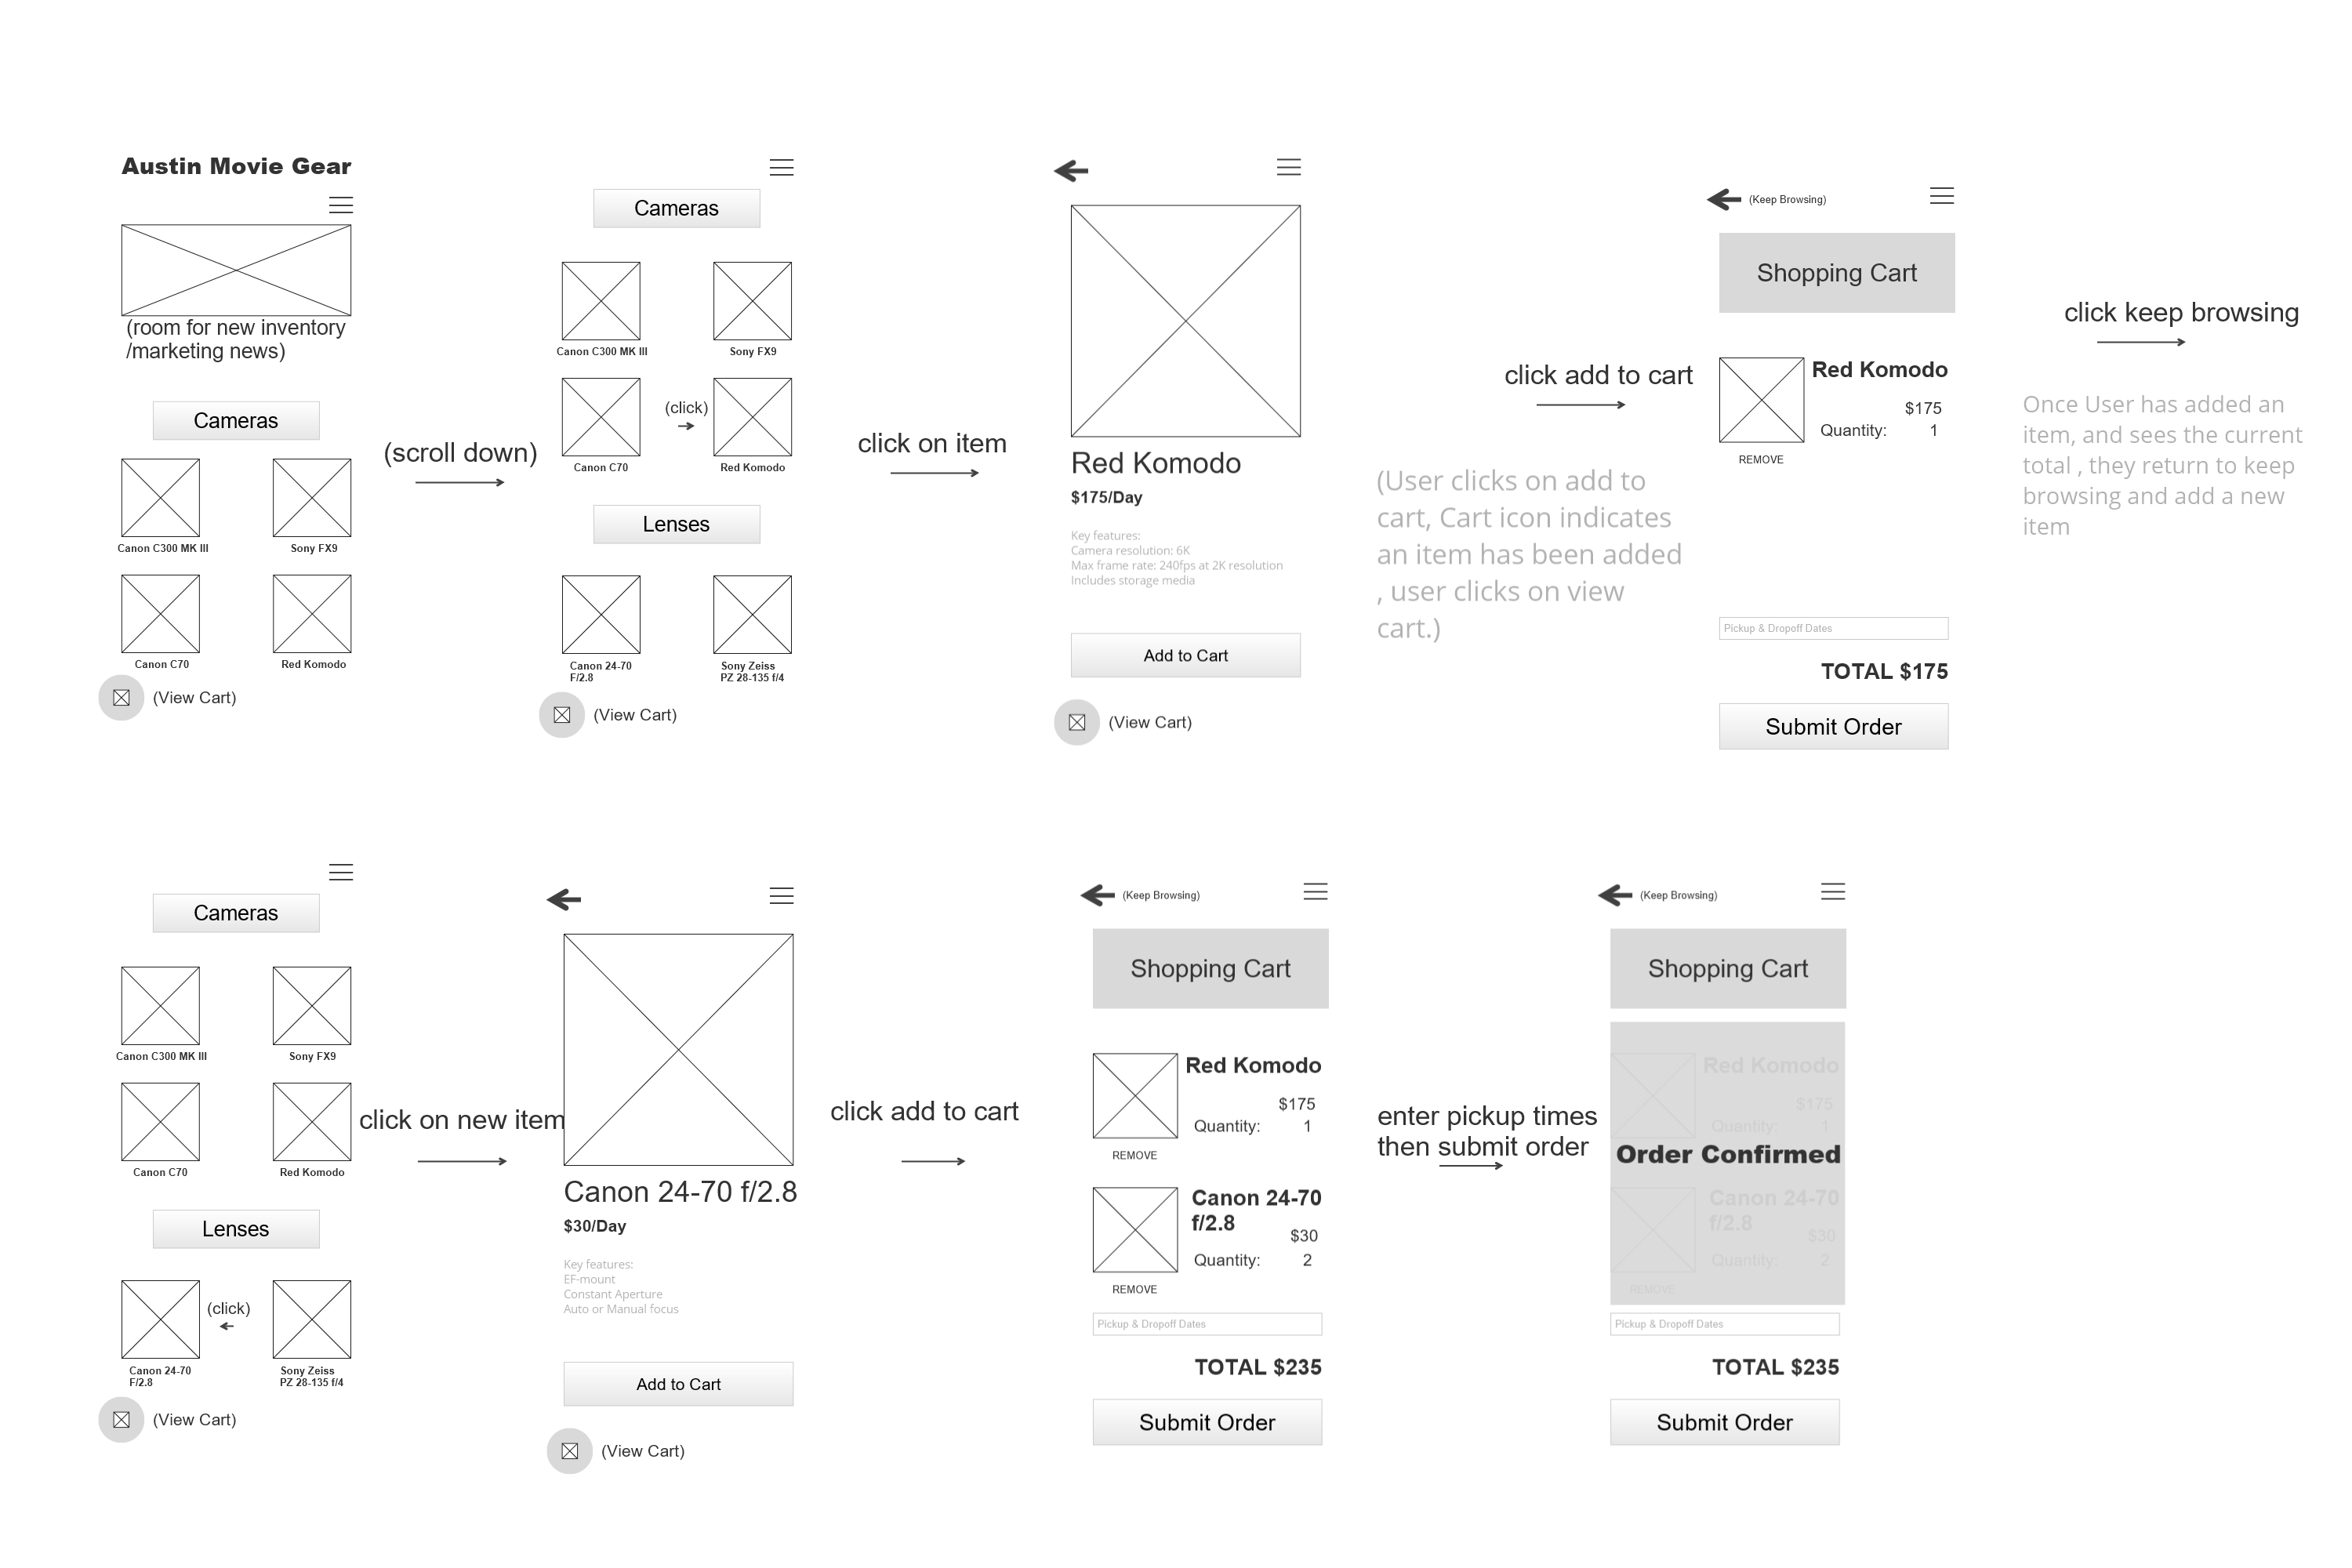 Austin Movie Gear
(room for new inventory
/marketing news)
Cameras
Canon C300 MK III
Sony FX9
Canon C70
Red Komodo
(View Cart)
(scroll down)
Cameras
Canon C300 MK III
Sony FX9
(click)
Canon C70
Red Komodo
Lenses
Canon 24-70
F/2.8
Sony Zeiss
PZ 28-135 f/4
(View Cart)
click on item
Red Komodo
$175/Day
Key features:
Camera resolution: 6K
Max frame rate: 240fps at 2K resolution
Includes storage media
Add to Cart
(View Cart)
click add to cart
(User clicks on add to
cart, Cart icon indicates
an item has been added
, user clicks on view
cart.)
(Keep Browsing)
Shopping Cart
Red Komodo
$175
Quantity: 1
REMOVE
Pickup & Dropoff Dates
TOTAL $175
Submit Order
click keep browsing
Once User has added an
item, and sees the current
total , they return to keep
browsing and add a new
item
Cameras
Canon C300 MK III
Sony FX9
Canon C70
Red Komodo
Lenses
(click)
Canon 24-70
F/2.8
Sony Zeiss
PZ 28-135 f/4
(View Cart)
click on new item
Canon 24-70 f/2.8
$30/Day
Key features:
EF-mount
Constant Aperture
Auto or Manual focus
Add to Cart
(View Cart)
click add to cart
(Keep Browsing)
Shopping Cart
Red Komodo
$175
Quantity: 1
REMOVE
Canon 24-70
f/2.8
$30
Quantity: 2
REMOVE
Pickup & Dropoff Dates
TOTAL $235
Submit Order
enter pickup times
then submit order
(Keep Browsing)
Shopping Cart
Red Komodo
$175
Quantity: 1
Order Confirmed
Canon 24-70
f/2.8
$30
Quantity: 2
REMOVE
Pickup & Dropoff Dates
TOTAL $235
Submit Order